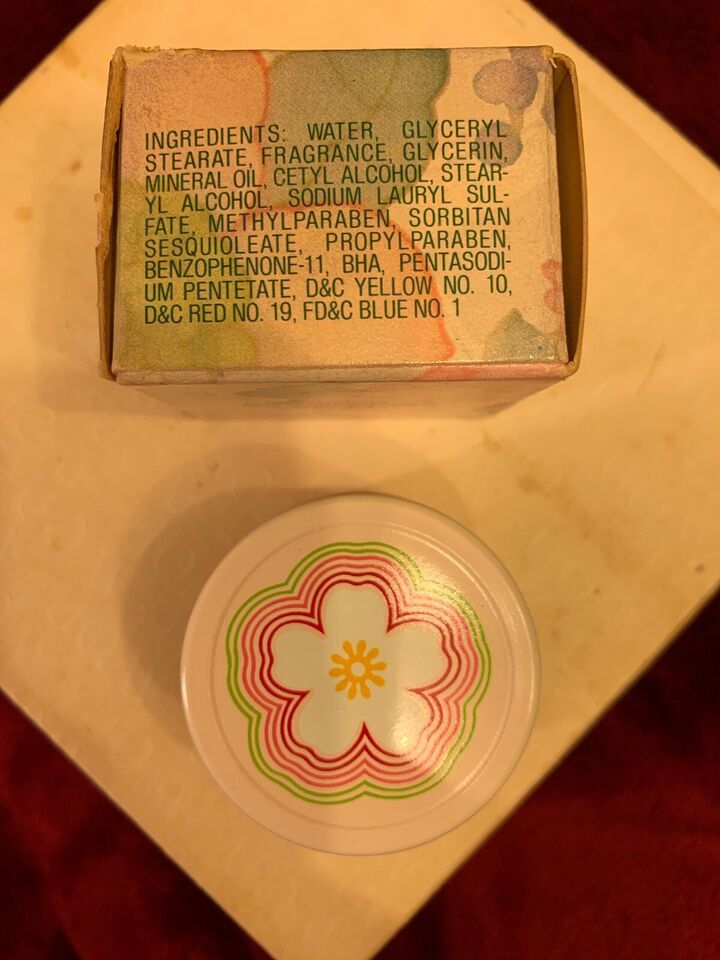 INGREDIENTS: WATER, GLYCERYL
STEARATE, FRAGRANCE, GLYCERIN,
MINERAL OIL, CETYL ALCOHOL, STEAR-
YL ALCOHOL, SODIUM LAURYL SUL-
FATE, METHYLPARABEN, SORBITAN
SESQUIOLEATE, PROPYLPARABEN,
BENZOPHENONE-11, BHA, PENTASODI-
UM PENTETATE, D&C YELLOW NO. 10,
D&C RED NO. 19, FD&C BLUE NO. 1